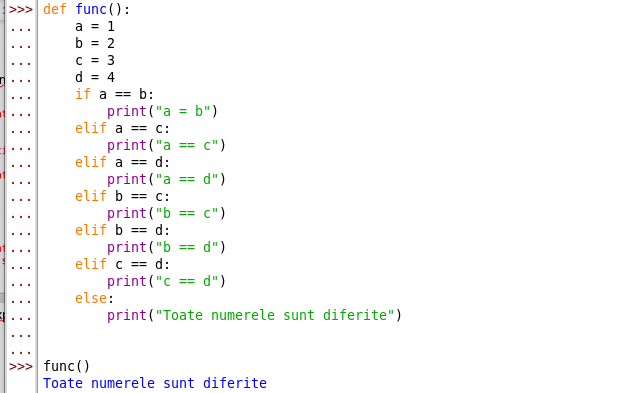 >>> def func():
...     a = 1
...     b = 2
...     c = 3
...     d = 4
...     if a == b:
...         print("a = b")
...     elif a == c:
...         print("a == c")
...     elif a == d:
...         print("a == d")
...     elif b == c:
...         print("b == c")
...     elif b == d:
...         print("b == d")
...     elif c == d:
...         print("c == d")
...     else:
...         print("Toate numerele sunt diferite")
...
...
>>> func()
Toate numerele sunt diferite